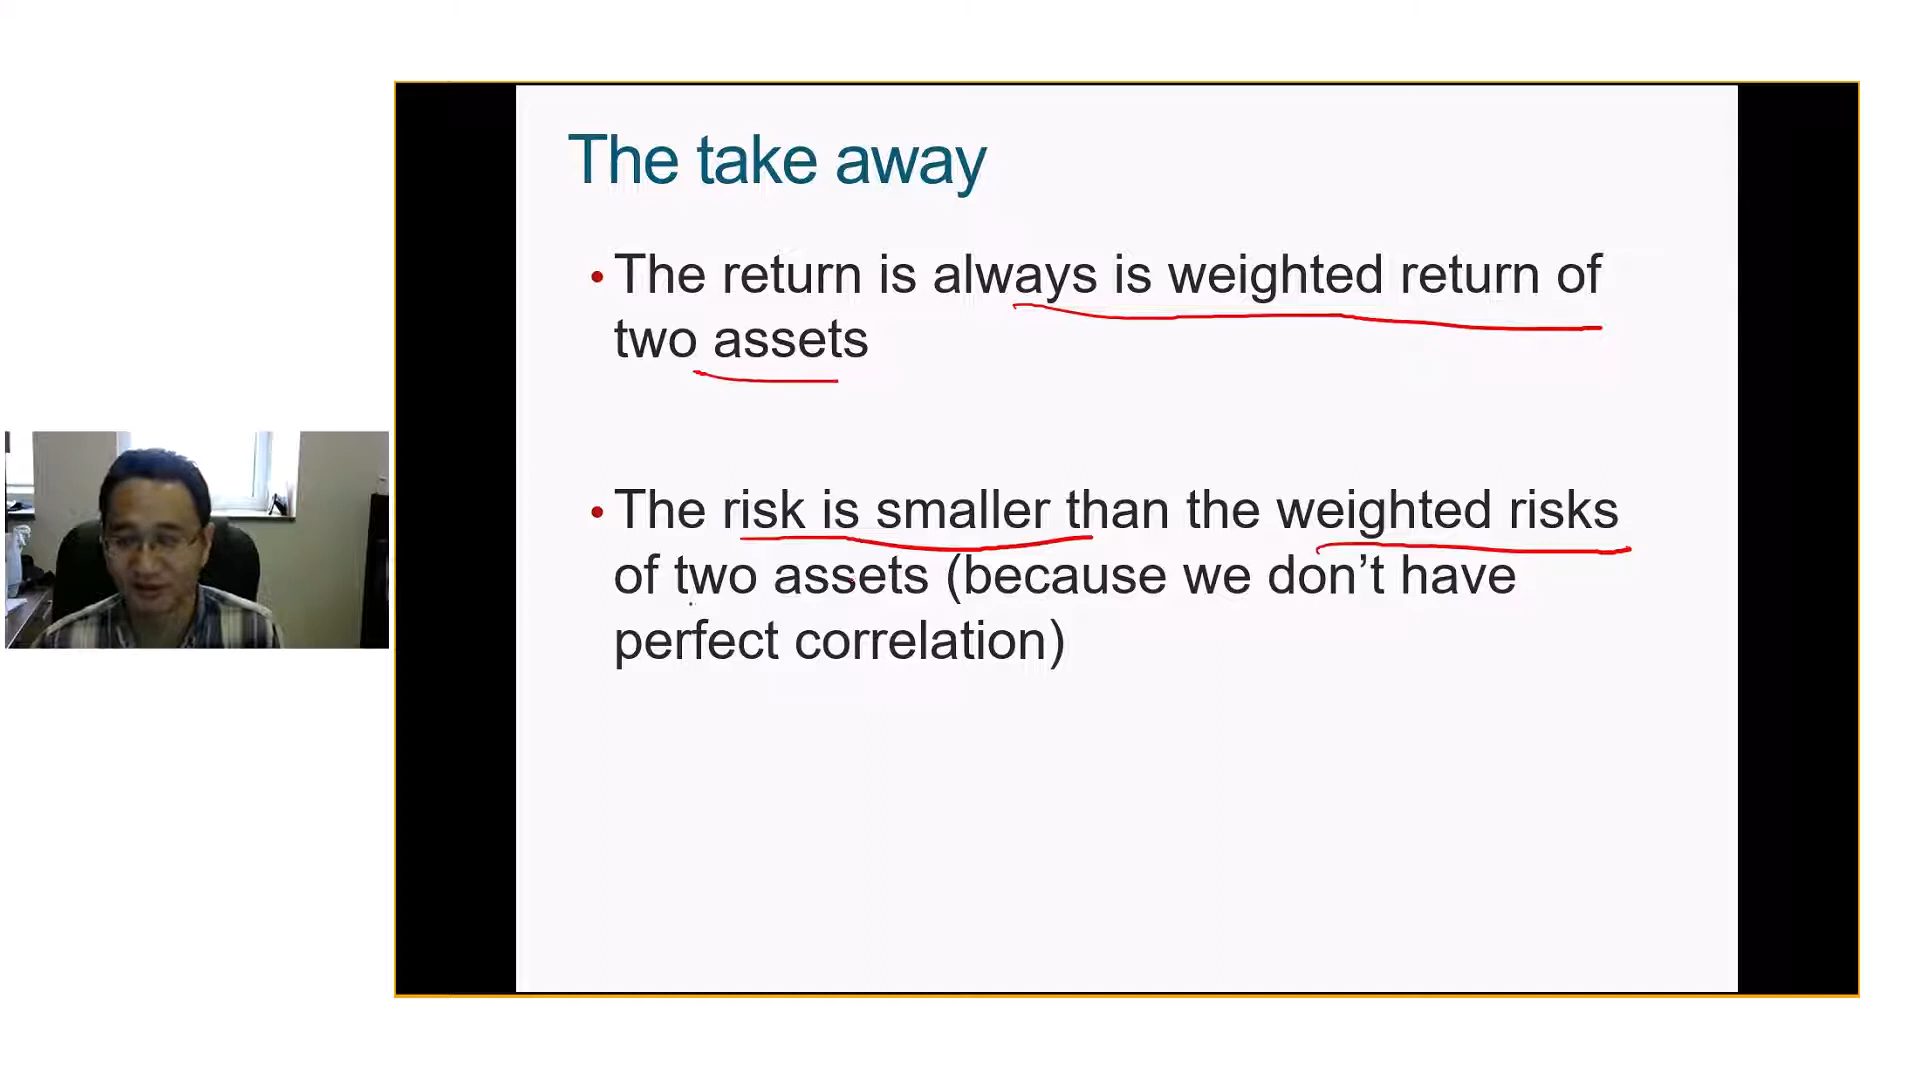 The take away
• The return is always is weighted return of
two assets
• The risk is smaller than the weighted risks
of two assets (because we don’t have
perfect correlation)